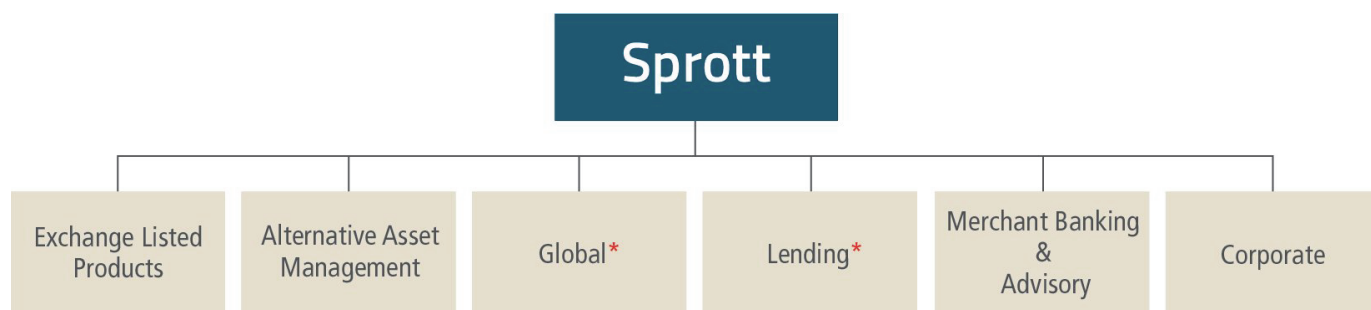 Sprott
Exchange Listed
Products
Alternative Asset
Management
Global*
Lending*
Merchant Banking
&
Advisory
Corporate